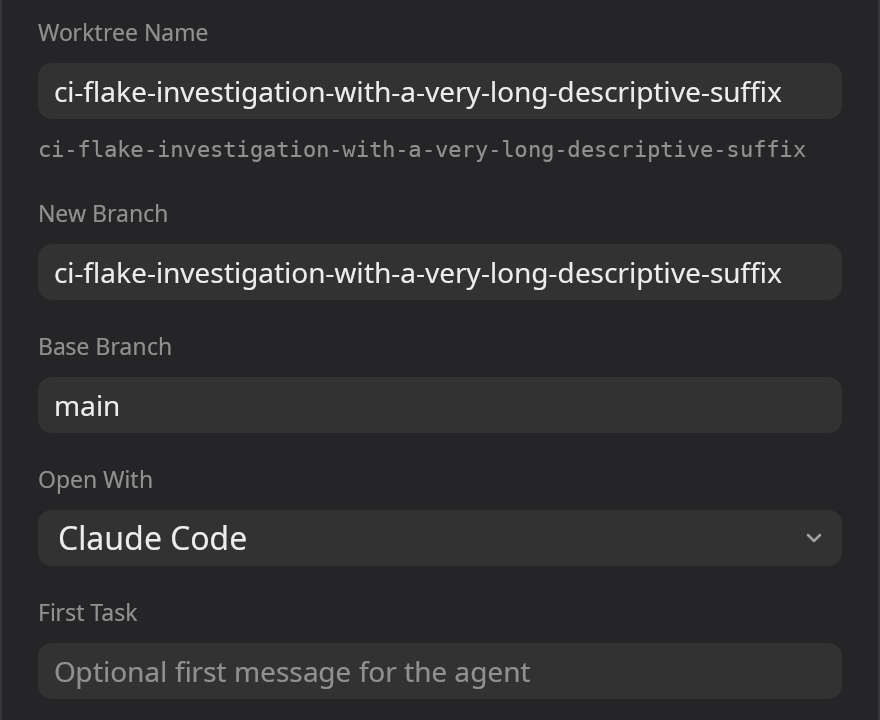 Worktree Name
ci-flake-investigation-with-a-very-long-descriptive-suffix
ci-flake-investigation-with-a-very-long-descriptive-suffix
New Branch
ci-flake-investigation-with-a-very-long-descriptive-suffix
Base Branch
main
Open With
Claude Code
First Task
Optional first message for the agent